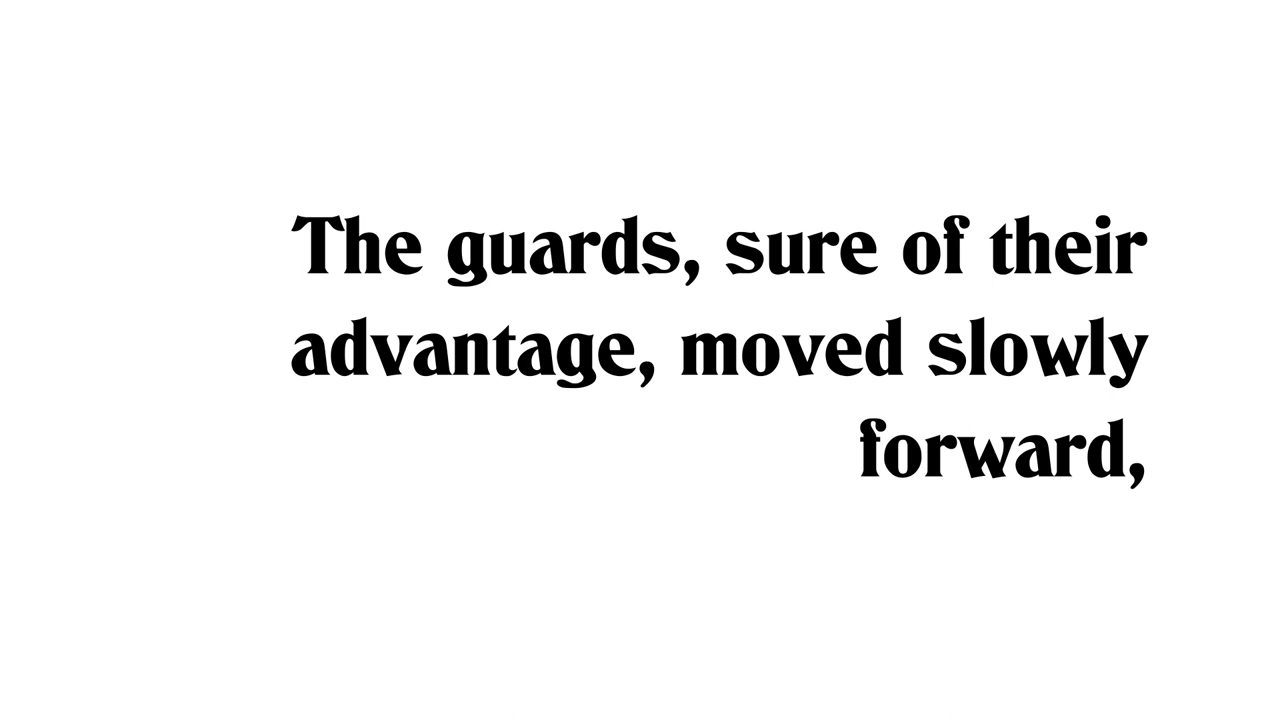 The guards, sure of their
advantage, moved slowly
forward,